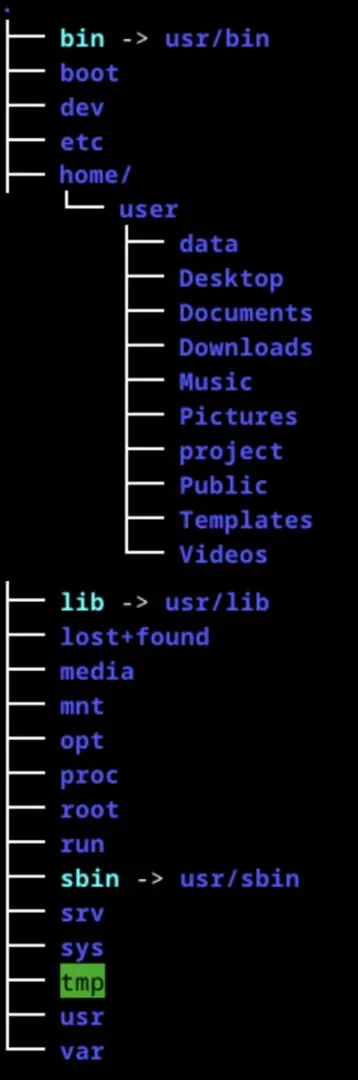 .
├── bin -> usr/bin
├── boot
├── dev
├── etc
├── home/
    └── user
        ├── data
        ├── Desktop
        ├── Documents
        ├── Downloads
        ├── Music
        ├── Pictures
        ├── project
        ├── Public
        ├── Templates
        └── Videos
├── lib -> usr/lib
├── lost+found
├── media
├── mnt
├── opt
├── proc
├── root
├── run
├── sbin -> usr/sbin
├── srv
├── sys
├── tmp
├── usr
└── var